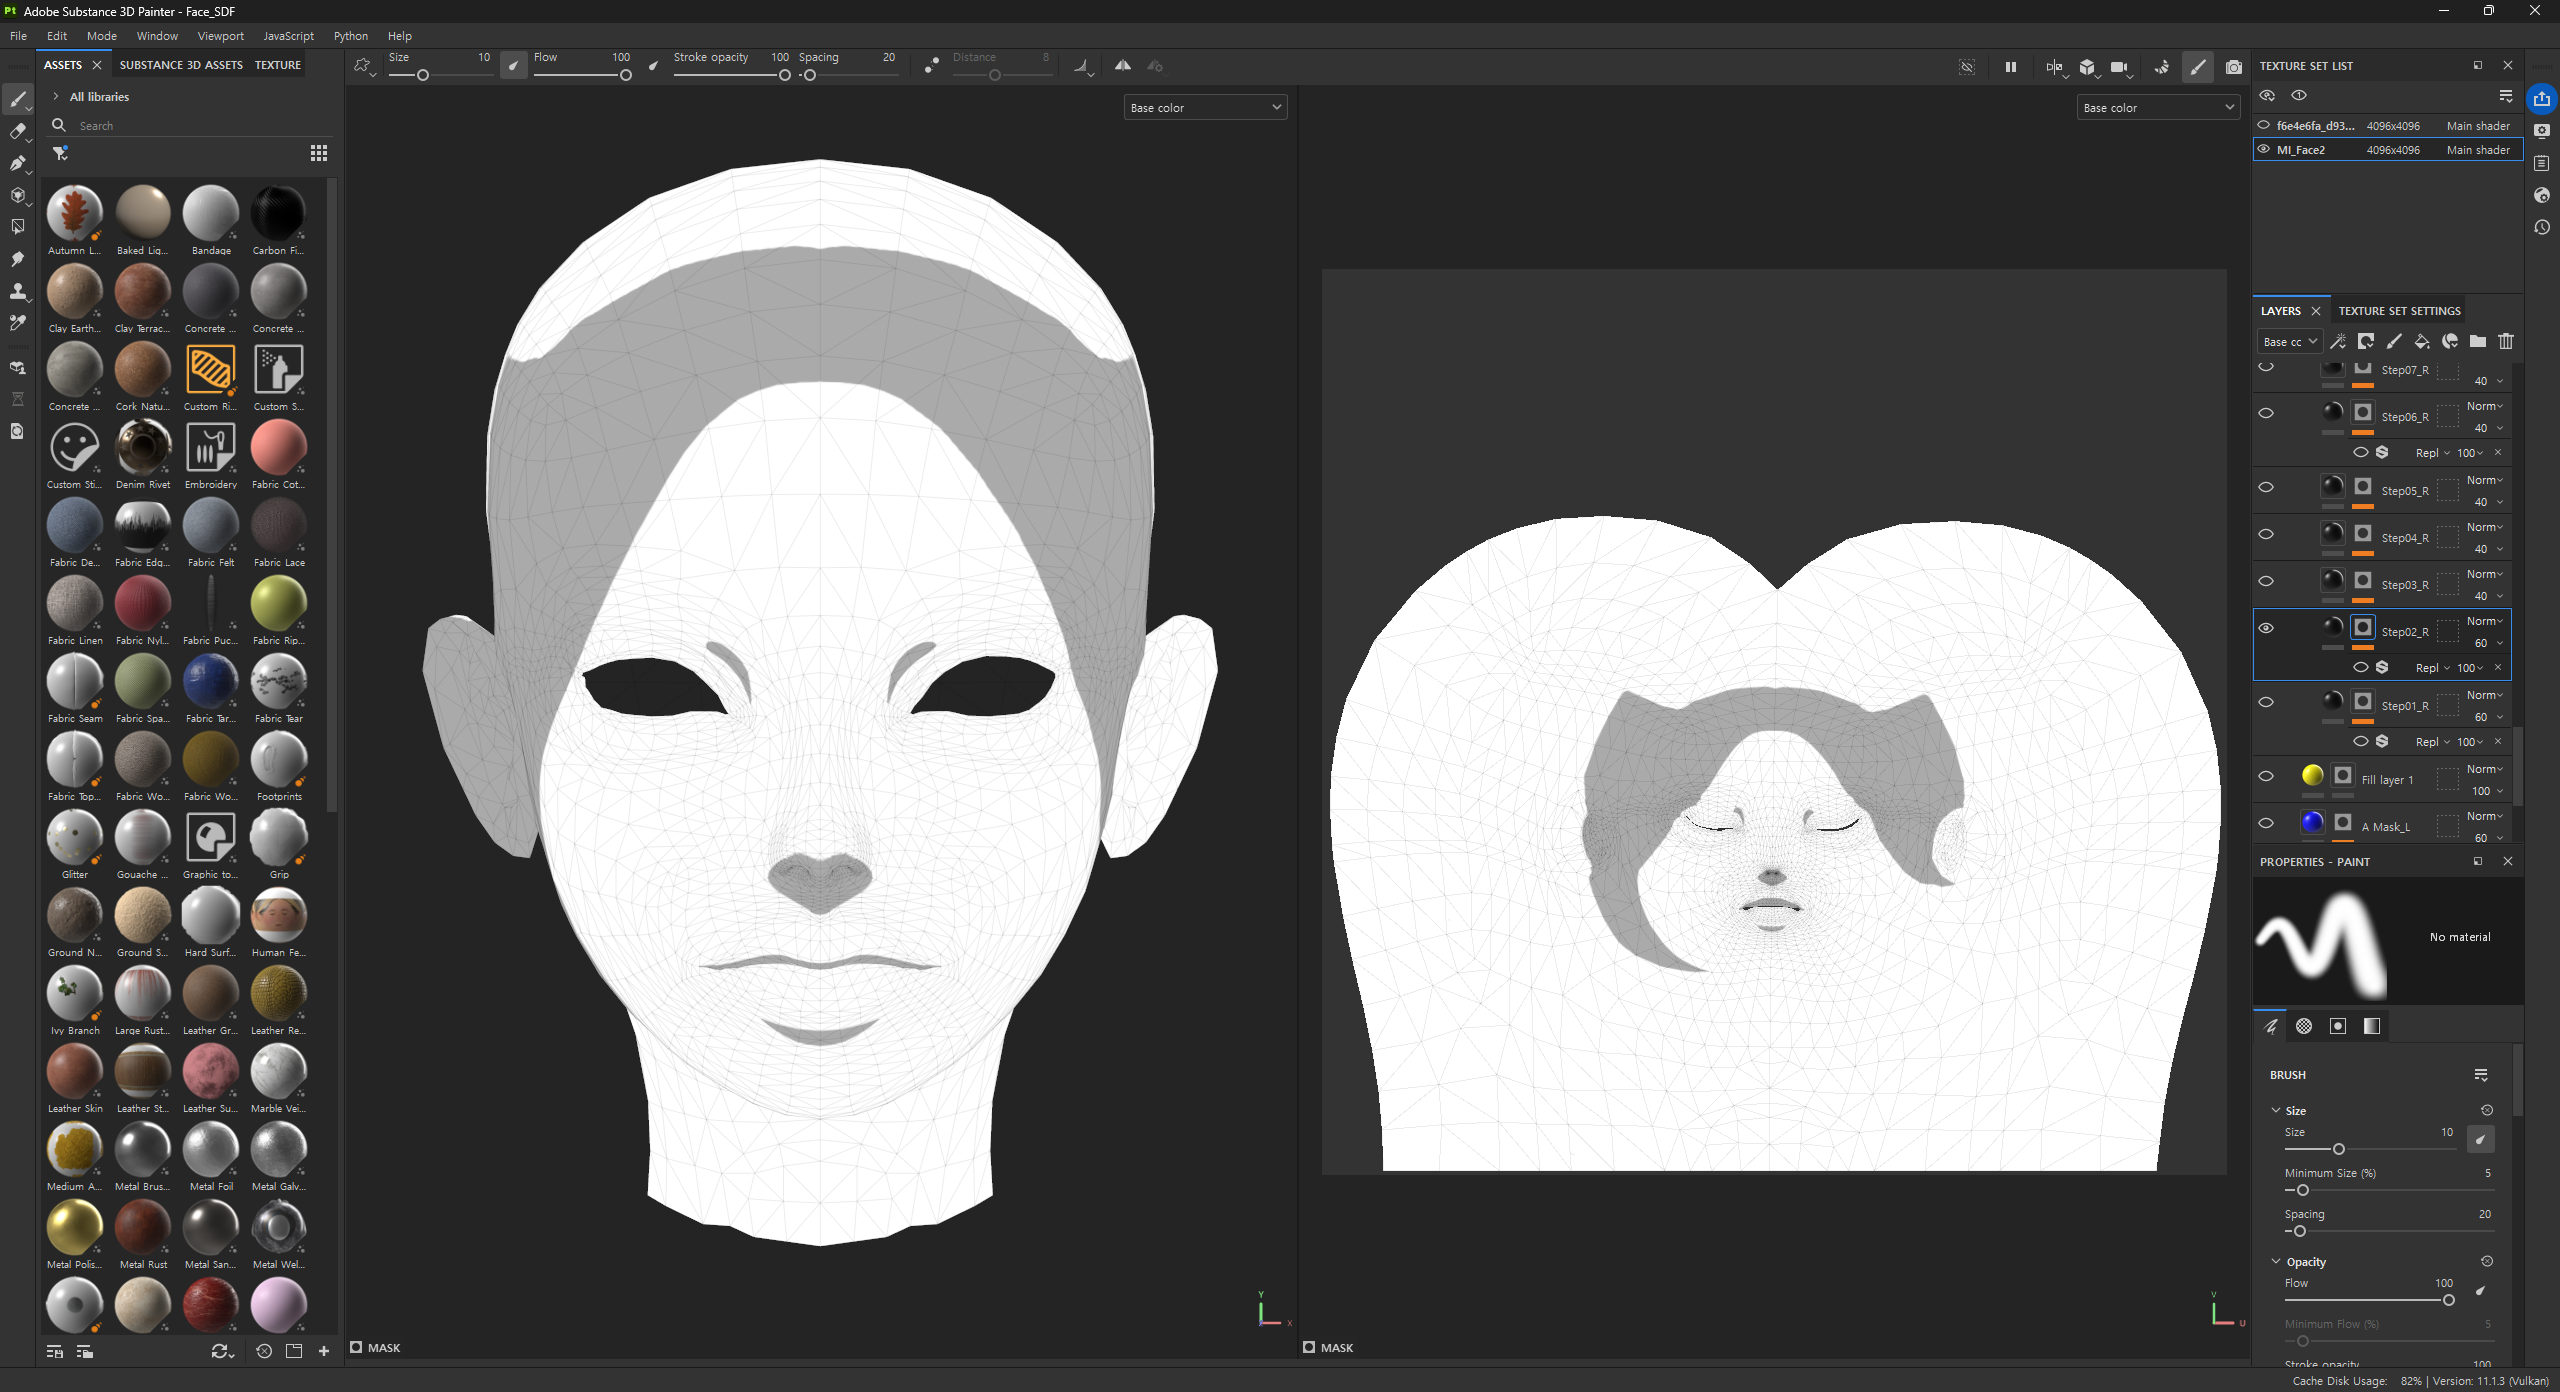 Pt Adobe Substance 3D Painter - Face_SDF
File Edit Mode Window Viewport JavaScript Python Help
ASSETS SUBSTANCE 3D ASSETS TEXTURE
Size 10 Flow 100 Stroke opacity 100 Spacing 20 Distance 8
All libraries
Search
Autumn L... Baked Lig... Bandage Carbon Fi...
Clay Earth... Clay Terrac... Concrete ... Concrete ...
Concrete ... Cork Natu... Custom Ri... Custom S...
Custom Sti... Denim Rivet Embroidery Fabric Cot...
Fabric De... Fabric Edg... Fabric Felt Fabric Lace
Fabric Linen Fabric Nyl... Fabric Puc... Fabric Rip...
Fabric Seam Fabric Spa... Fabric Tar... Fabric Tear
Fabric Top... Fabric Wo... Fabric Wo... Footprints
Glitter Gouache ... Graphic to... Grip
Ground N... Ground S... Hard Surf... Human Fe...
Ivy Branch Large Rust... Leather Gr... Leather Re...
Leather Skin Leather St... Leather Su... Marble Vei...
Medium A... Metal Brus... Metal Foil Metal Galv...
Metal Polis... Metal Rust Metal San... Metal Wel...
Base color
Y
X
MASK
Base color
V
U
MASK
TEXTURE SET LIST
f6e4e6fa_d93... 4096x4096 Main shader
MI_Face2 4096x4096 Main shader
LAYERS TEXTURE SET SETTINGS
Base cc
Step07_R 40
Step06_R Norm 40
Repl 100
Step05_R Norm 40
Step04_R Norm 40
Step03_R Norm 40
Step02_R Norm 60
Repl 100
Step01_R Norm 60
Repl 100
Fill layer 1 Norm 100
A Mask_L Norm 60
PROPERTIES - PAINT
No material
BRUSH
Size
Size 10
Minimum Size (%) 5
Spacing 20
Opacity
Flow 100
Minimum Flow (%) 5
Stroke opacity 100
Cache Disk Usage: 82% | Version: 11.1.3 (Vulkan)